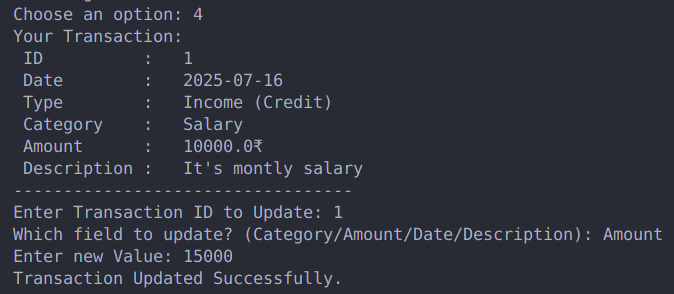 Choose an option: 4
Your Transaction:
 ID          :   1
 Date        :   2025-07-16
 Type        :   Income (Credit)
 Category    :   Salary
 Amount      :   10000.0₹
 Description :   It's montly salary
----------------------------------
Enter Transaction ID to Update: 1
Which field to update? (Category/Amount/Date/Description): Amount
Enter new Value: 15000
Transaction Updated Successfully.